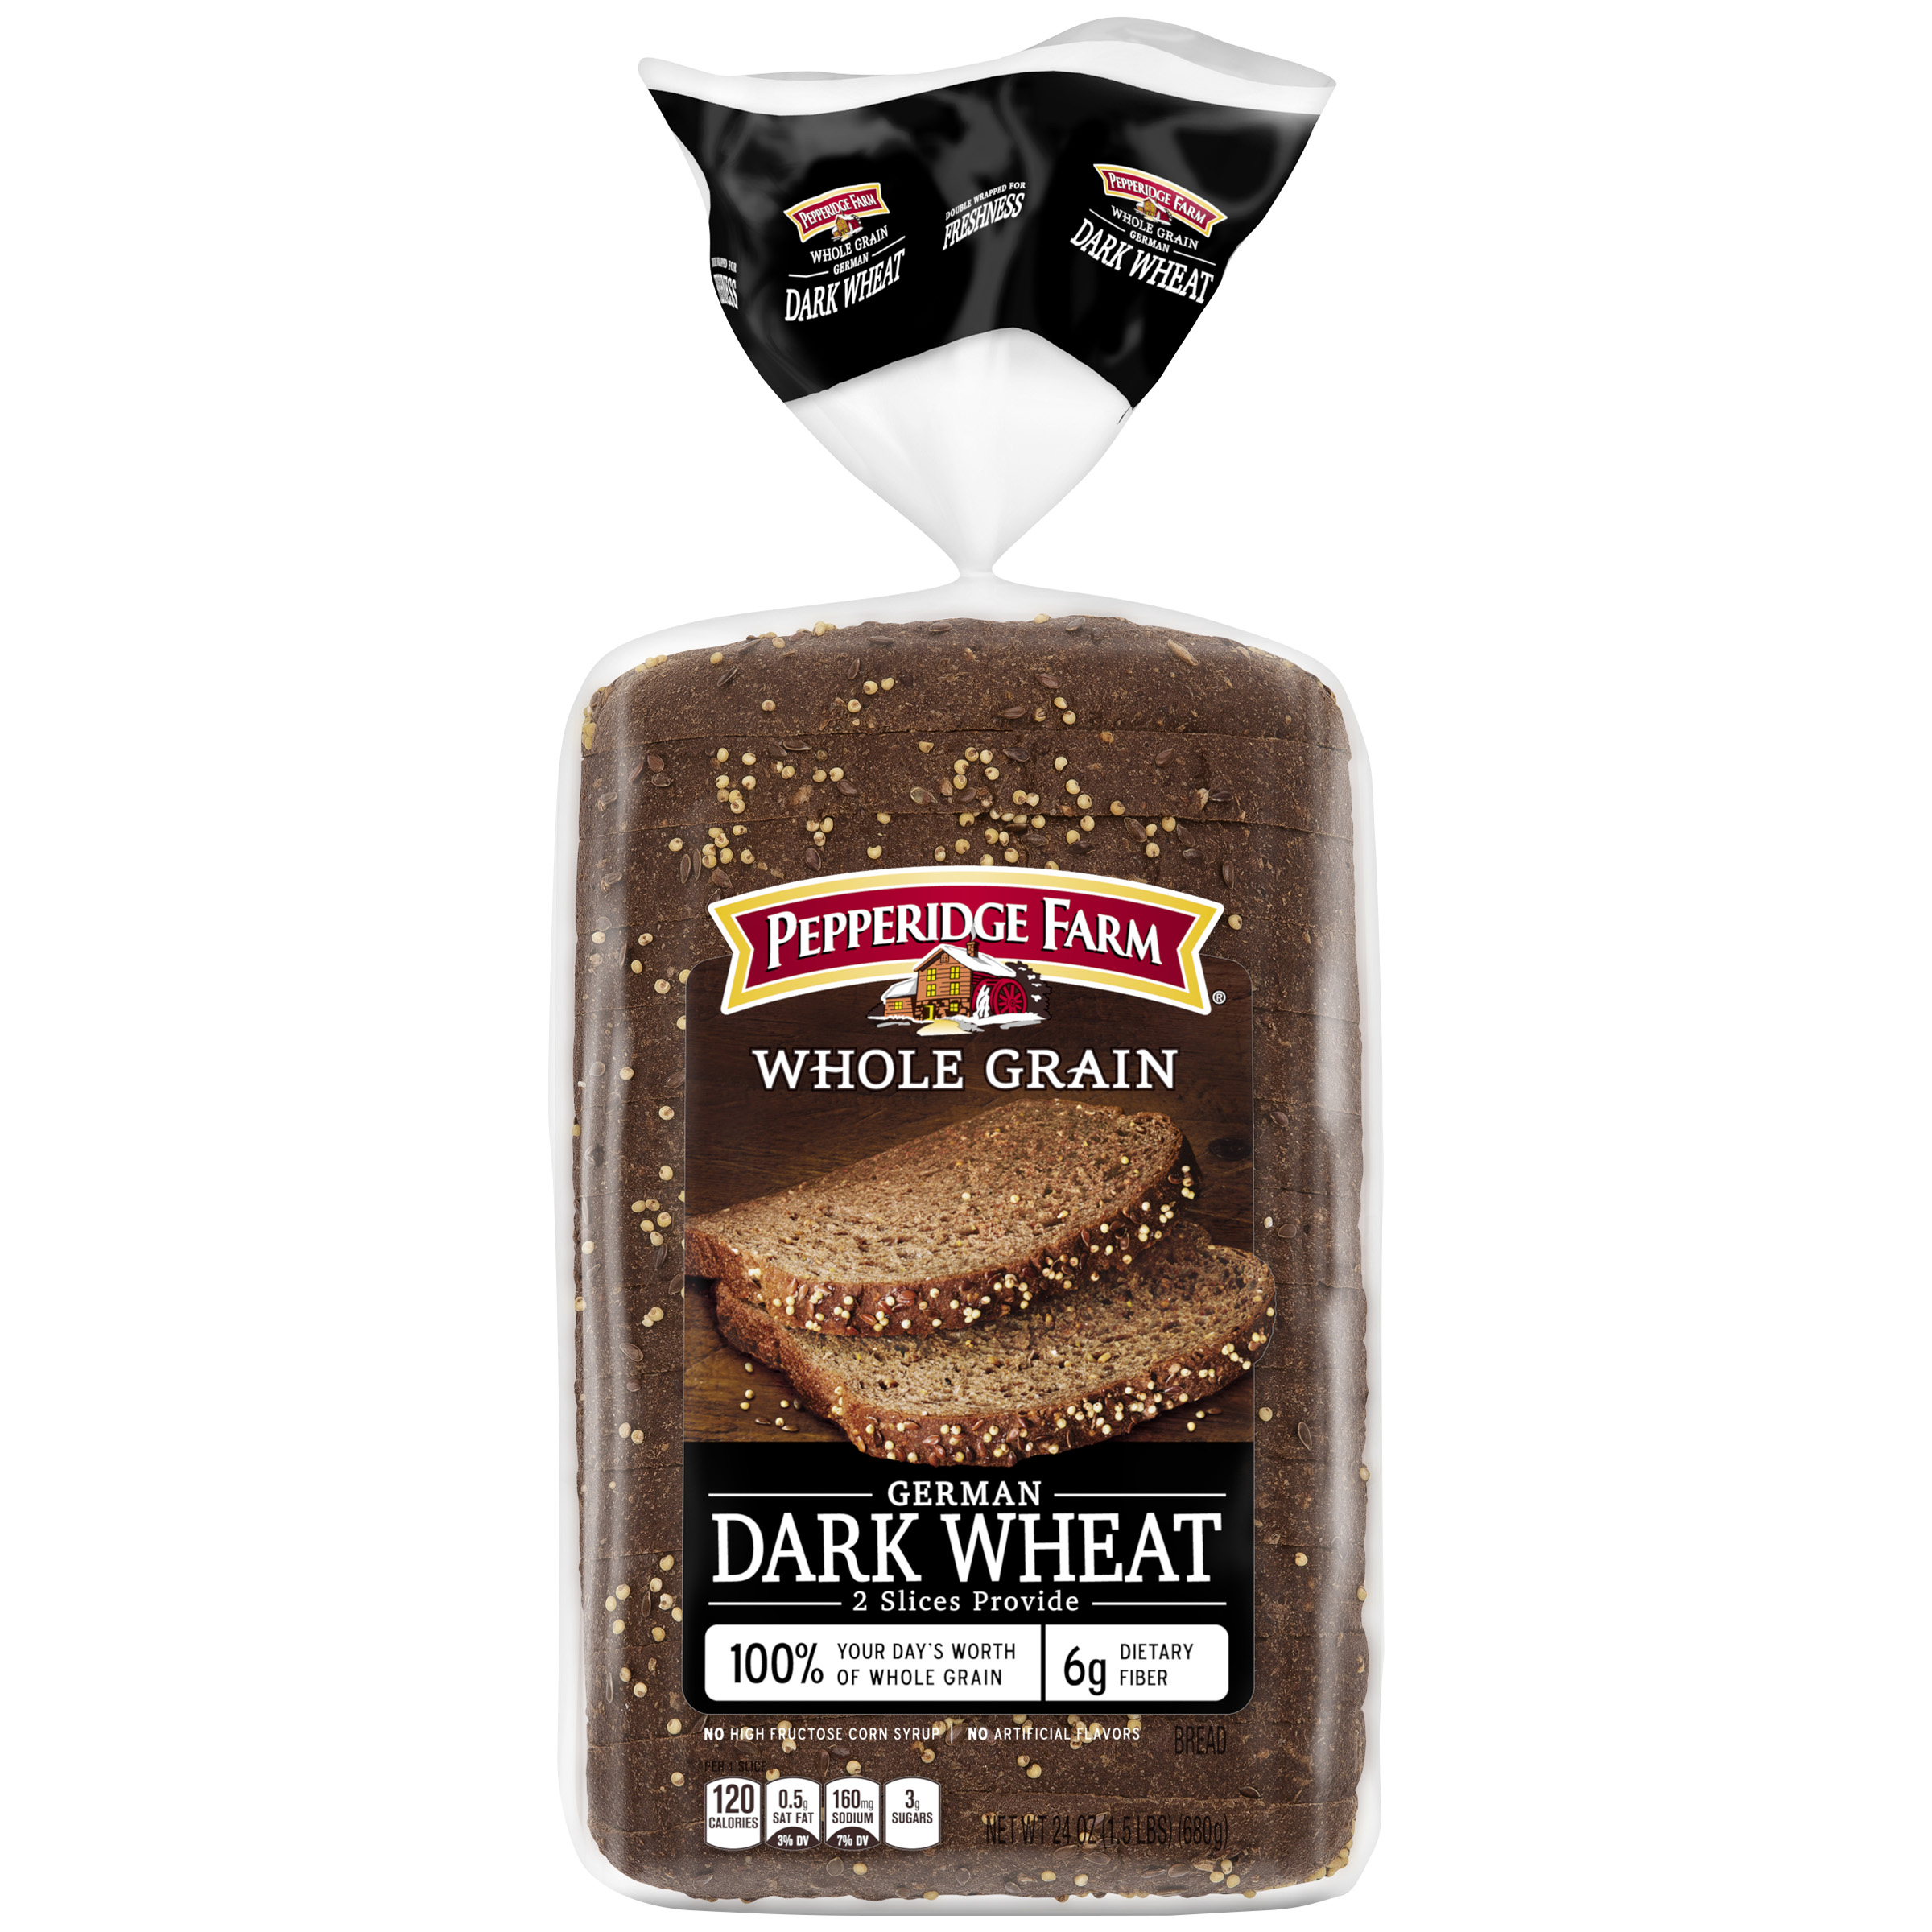 PEPPERIDGE FARM
WHOLE GRAIN
GERMAN
DARK WHEAT
DOUBLE WRAPPED FOR
FRESHNESS
PEPPERIDGE FARM
WHOLE GRAIN
GERMAN
DARK WHEAT
PEPPERIDGE FARM
®
WHOLE GRAIN
GERMAN
DARK WHEAT
2 Slices Provide
100% YOUR DAY'S WORTH
OF WHOLE GRAIN
6g DIETARY
FIBER
NO HIGH FRUCTOSE CORN SYRUP | NO ARTIFICIAL FLAVORS
BREAD
PER 1 SLICE
120
CALORIES
0.5g
SAT FAT
3% DV
160mg
SODIUM
7% DV
3g
SUGARS
NET WT 24 OZ (1.5 LBS) (680g)